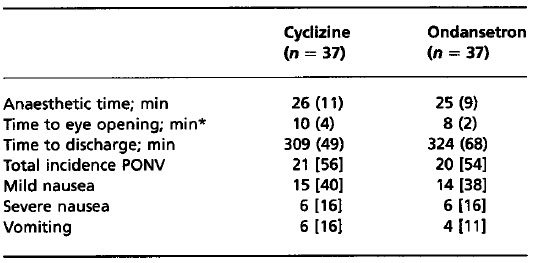 Cyclizine Ondansetron
(n = 37) (n = 37)
Anaesthetic time; min 26 (11) 25 (9)
Time to eye opening; min* 10 (4) 8 (2)
Time to discharge; min 309 (49) 324 (68)
Total incidence PONV 21 [56] 20 [54]
Mild nausea 15 [40] 14 [38]
Severe nausea 6 [16] 6 [16]
Vomiting 6 [16] 4 [11]